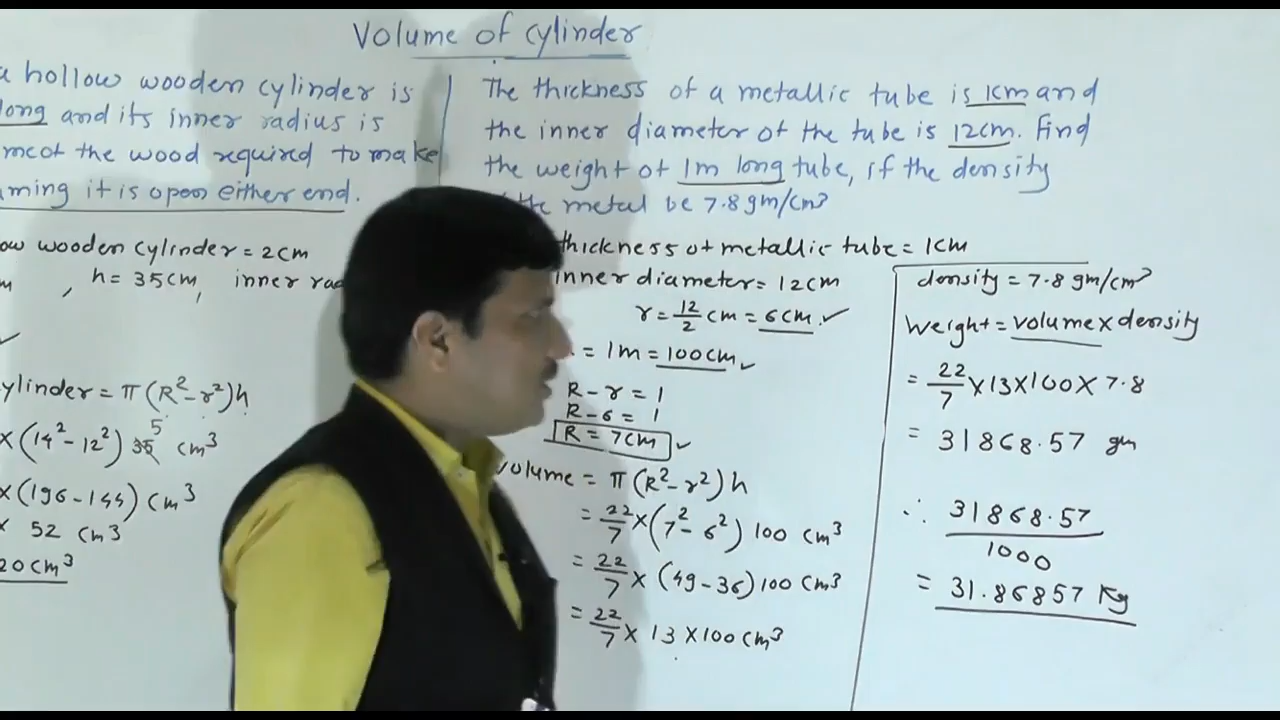 Volume of cylinder
a hollow wooden cylinder is
long and its inner radius is
me of the wood required to make
ming it is open either end.
ow wooden cylinder = 2cm
m , h = 35cm, inner rad
ylinder = π(R²-r²)h
×(14²-12²) 35 5 cm³
×(196-144) cm³
× 52 cm³
20cm³
The thickness of a metallic tube is 1cm and
the inner diameter of the tube is 12cm. Find
the weight of 1m long tube, if the density
the metal be 7.8gm/cm³
thickness of metallic tube = 1cm
inner diameter = 12cm
r = 12/2 cm = 6cm. ✓
= 1m = 100cm ✓
R - r = 1
R - 6 = 1
R = 7cm ✓
volume = π(R²-r²)h
= 22/7 × (7²-6²) 100 cm³
= 22/7 × (49-36) 100 cm³
= 22/7 × 13 × 100 cm³
density = 7.8 gm/cm³
Weight = volume × density
= 22/7 × 13 × 100 × 7.8
= 31868.57 gm
∴ 31868.57/1000
= 31.86857 Kg